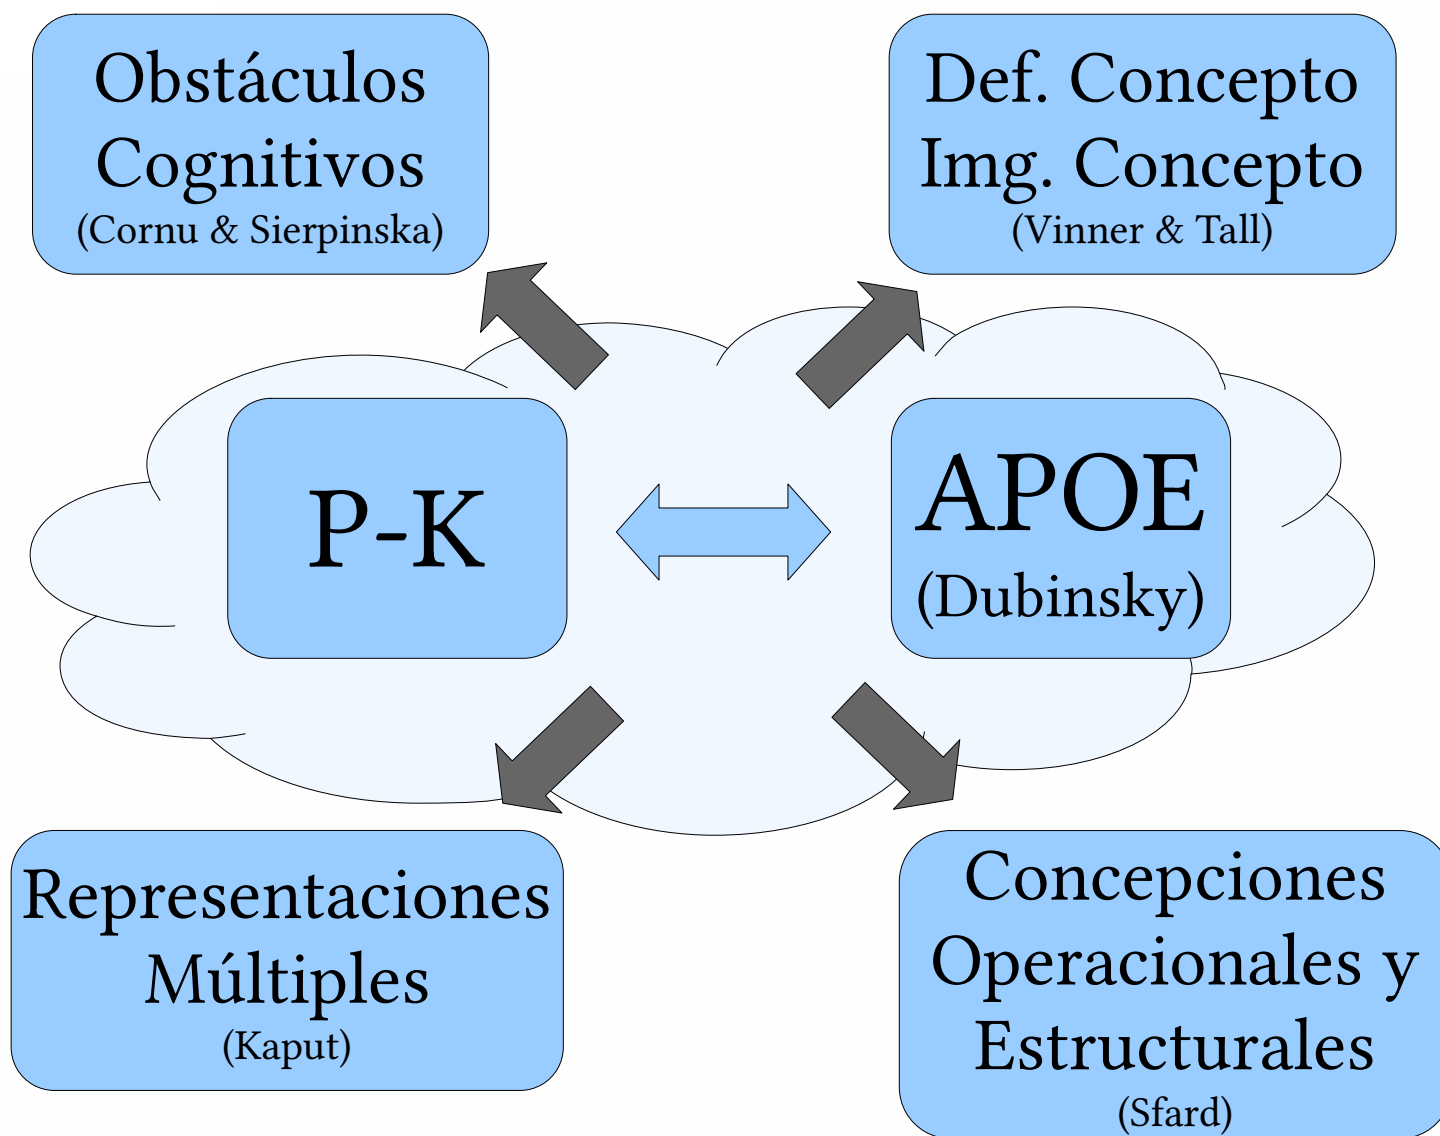 Obstáculos
Cognitivos
(Cornu & Sierpinska)
Def. Concepto
Img. Concepto
(Vinner & Tall)
P-K
APOE
(Dubinsky)
Representaciones
Múltiples
(Kaput)
Concepciones
Operacionales y
Estructurales
(Sfard)